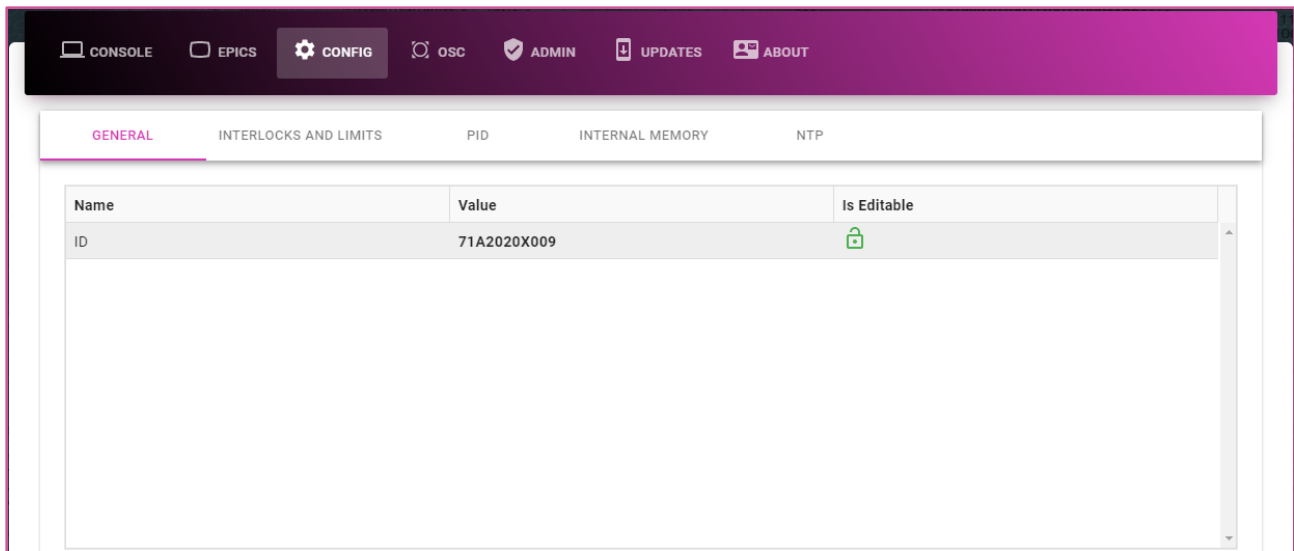 CONSOLE EPICS CONFIG OSC ADMIN UPDATES ABOUT
GENERAL INTERLOCKS AND LIMITS PID INTERNAL MEMORY NTP
Name Value Is Editable
ID 71A2020X009